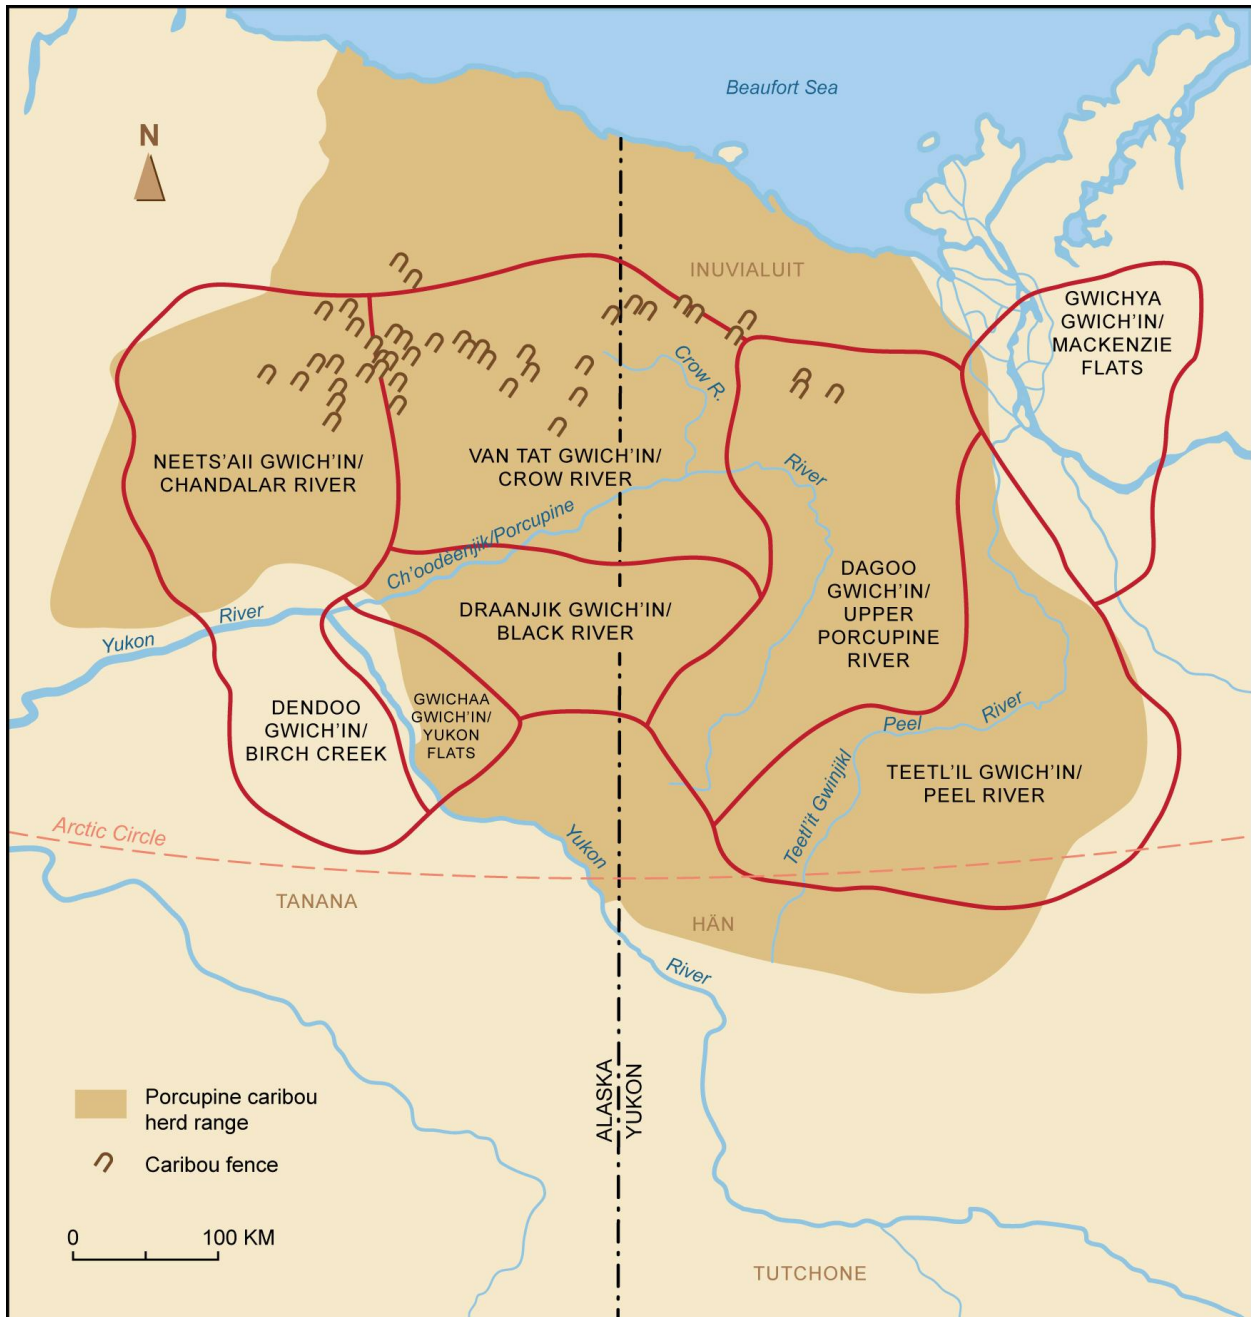 Beaufort Sea
N
INUVIALUIT
GWICHYA
GWICH’IN/
MACKENZIE
FLATS
Crow R.
NEETS’AII GWICH’IN/
CHANDALAR RIVER
VAN TAT GWICH’IN/
CROW RIVER
River
Ch’oodeenjik/Porcupine
DAGOO
GWICH’IN/
UPPER
PORCUPINE
RIVER
DRAANJIK GWICH’IN/
BLACK RIVER
Yukon
River
DENDOO
GWICH’IN/
BIRCH CREEK
GWICHAA
GWICH’IN/
YUKON
FLATS
Peel
River
TEETL’IL GWICH’IN/
PEEL RIVER
Teetl’it Gwinjikl
Arctic Circle
Yukon
River
TANANA
HÄN
ALASKA
YUKON
Porcupine caribou
herd range
Caribou fence
0 100 KM
TUTCHONE